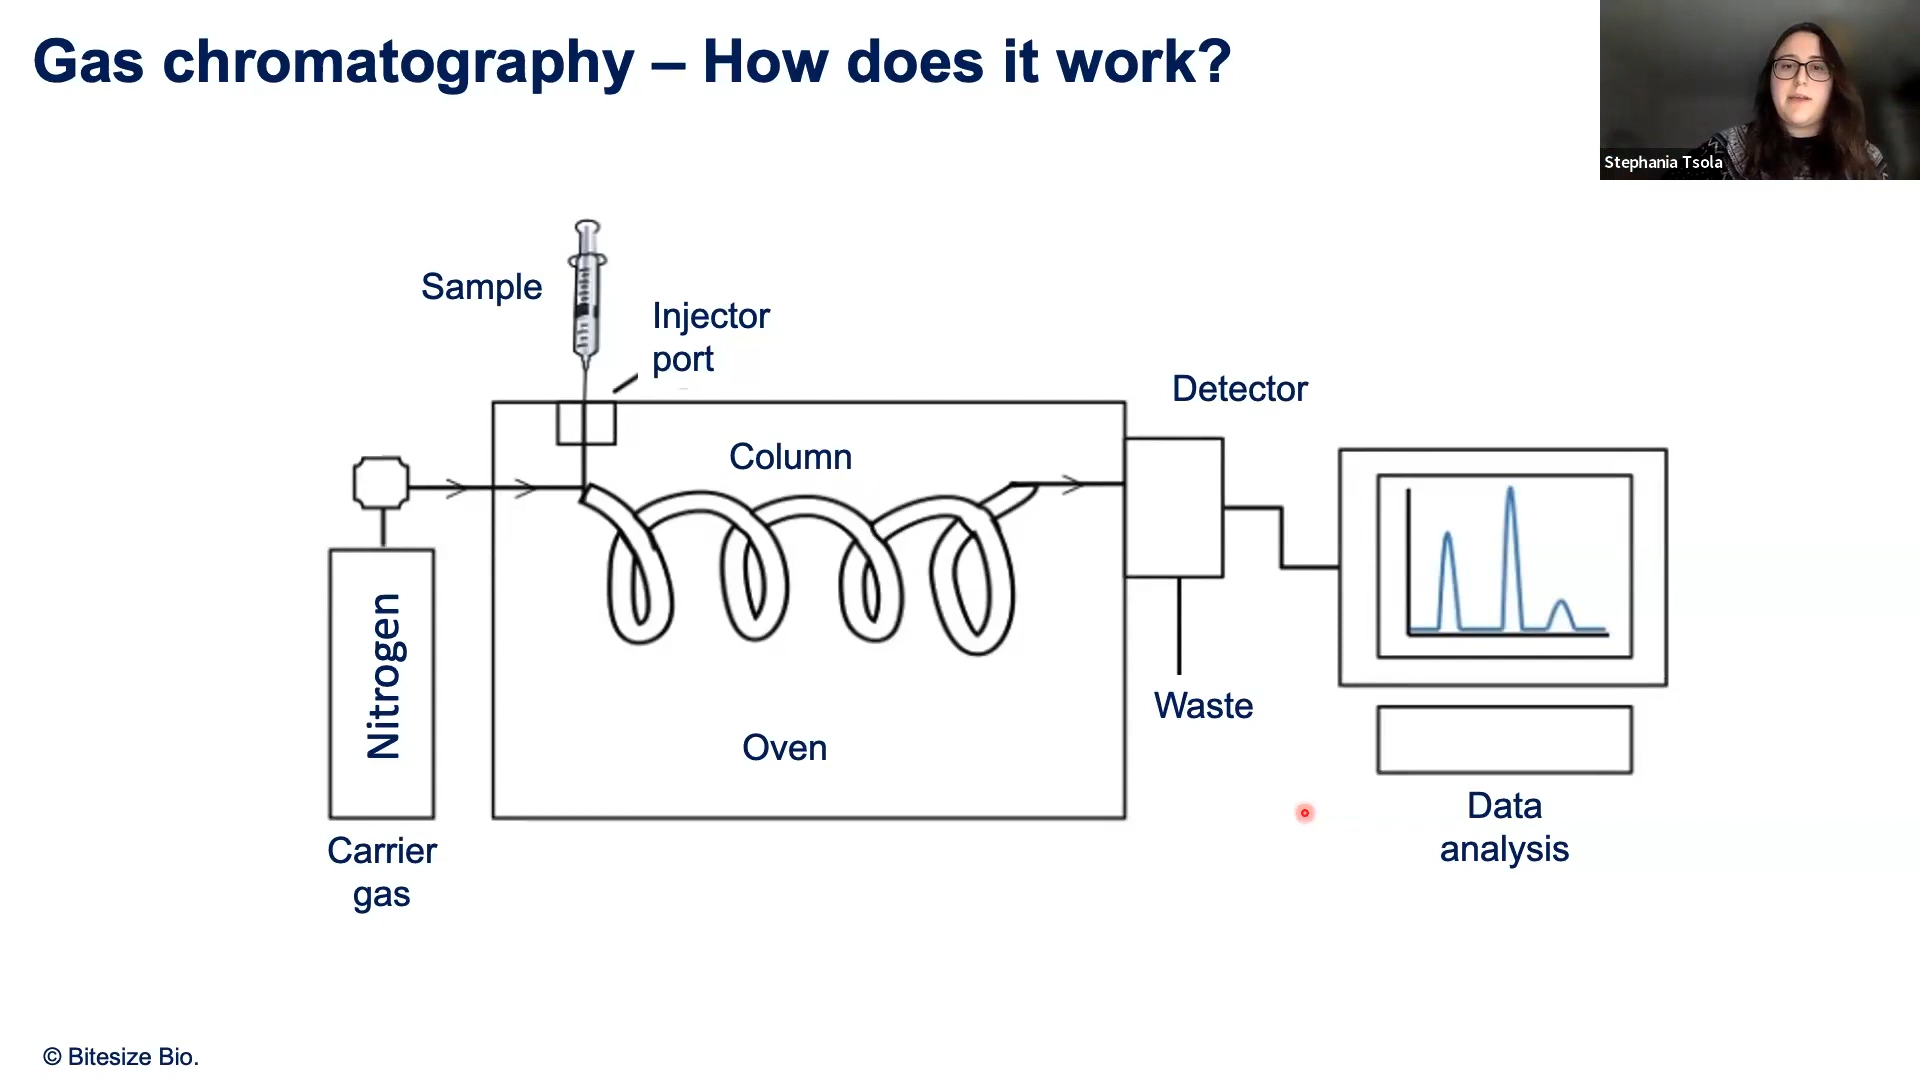 Gas chromatography – How does it work?
Stephania Tsola
Sample
Injector
port
Detector
Column
Nitrogen
Waste
Oven
Data
analysis
Carrier
gas
© Bitesize Bio.